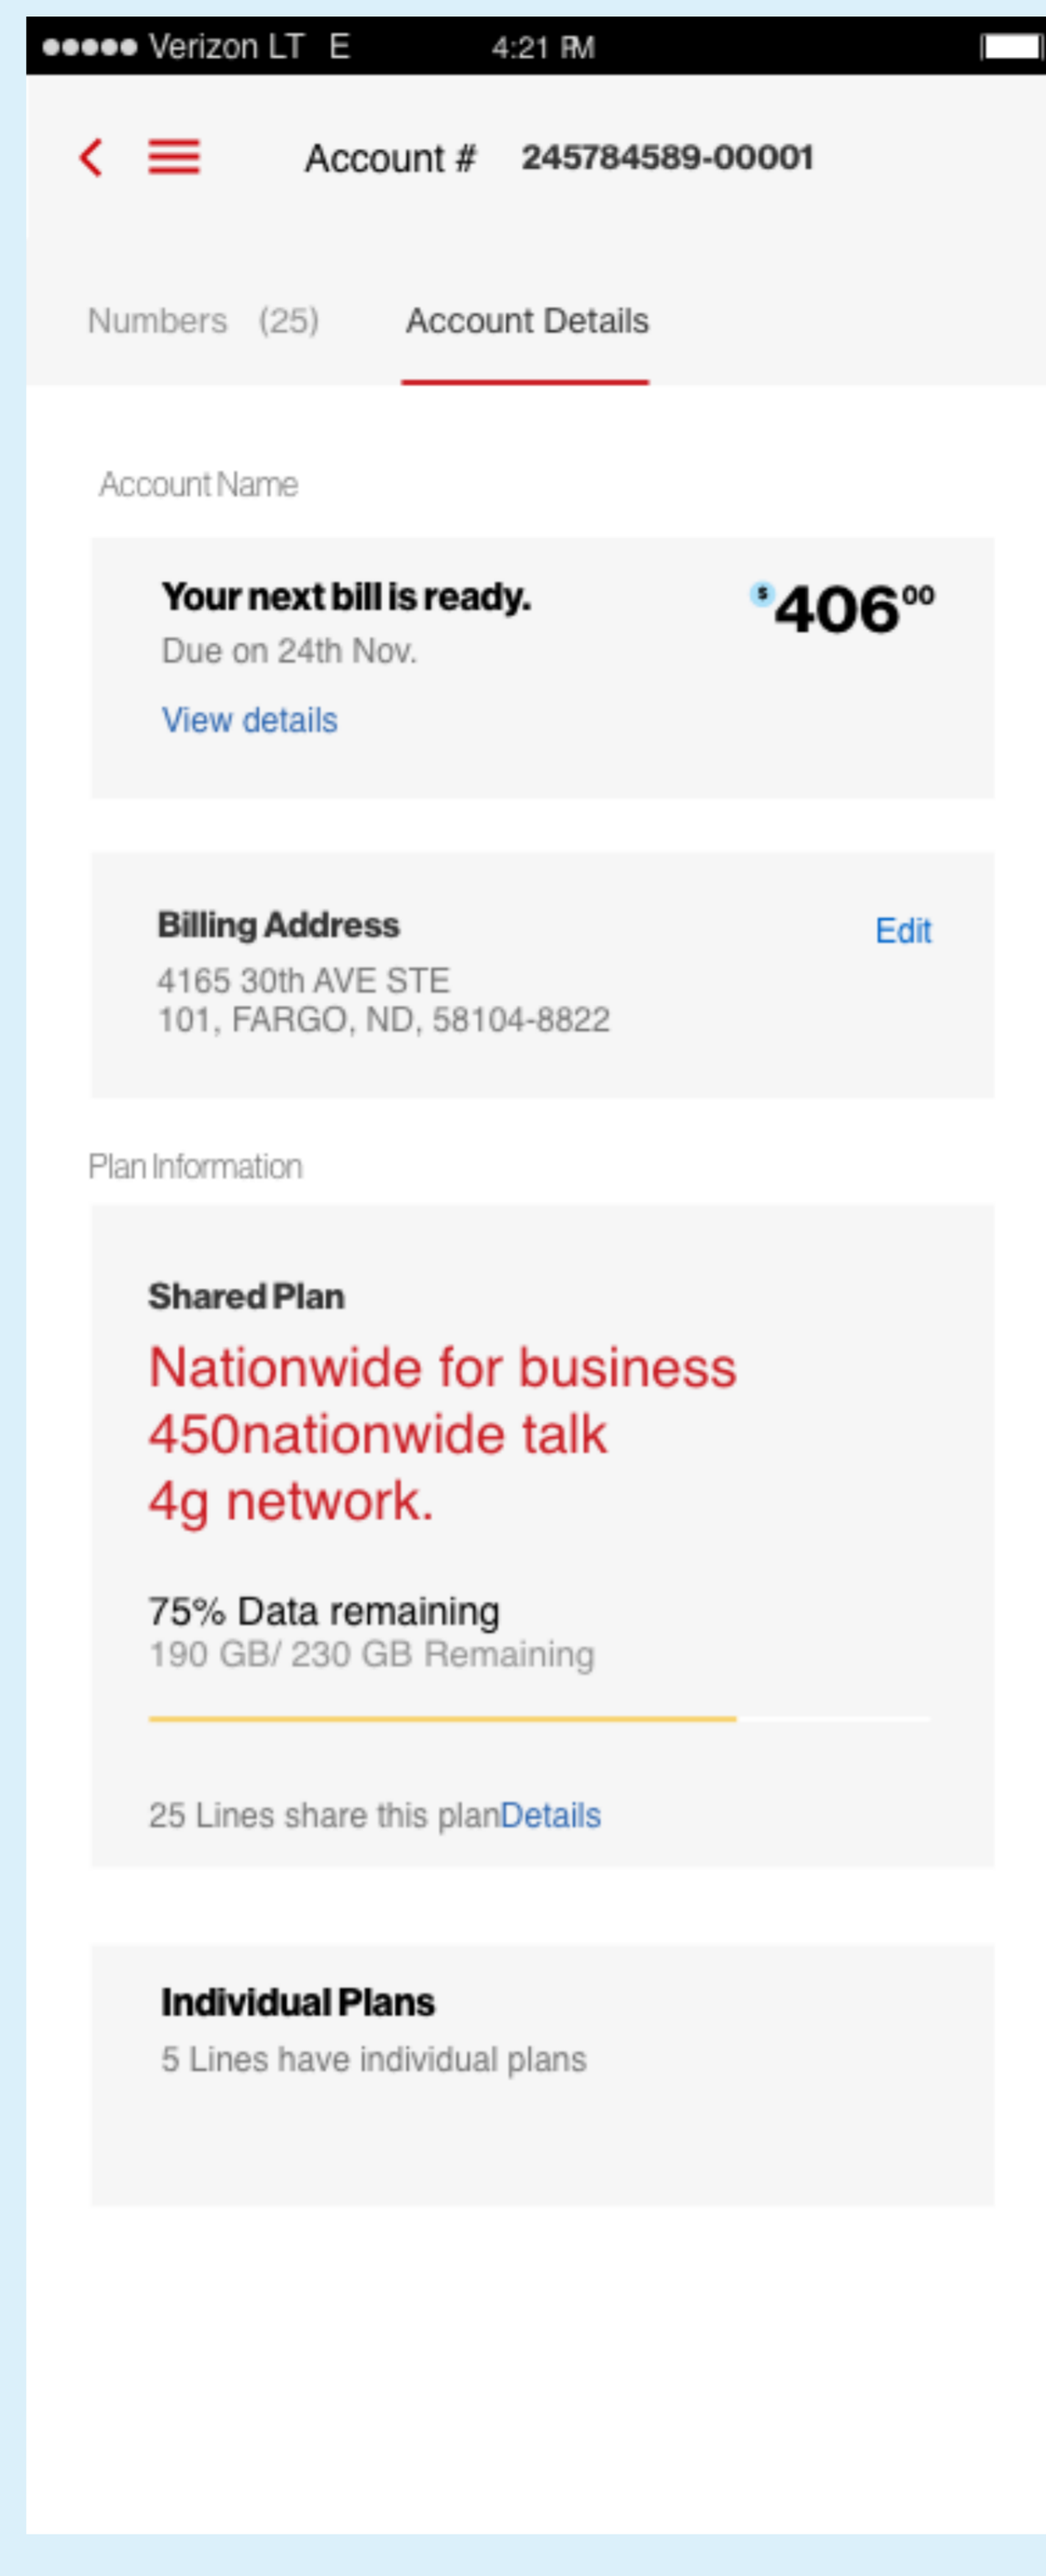 Verizon LT E 4:21 PM
Account # 245784589-00001
Numbers (25) Account Details
Account Name
Your next bill is ready. $406 00
Due on 24th Nov.
View details
Billing Address Edit
4165 30th AVE STE
101, FARGO, ND, 58104-8822
Plan Information
Shared Plan
Nationwide for business
450nationwide talk
4g network.
75% Data remaining
190 GB/ 230 GB Remaining
25 Lines share this planDetails
Individual Plans
5 Lines have individual plans